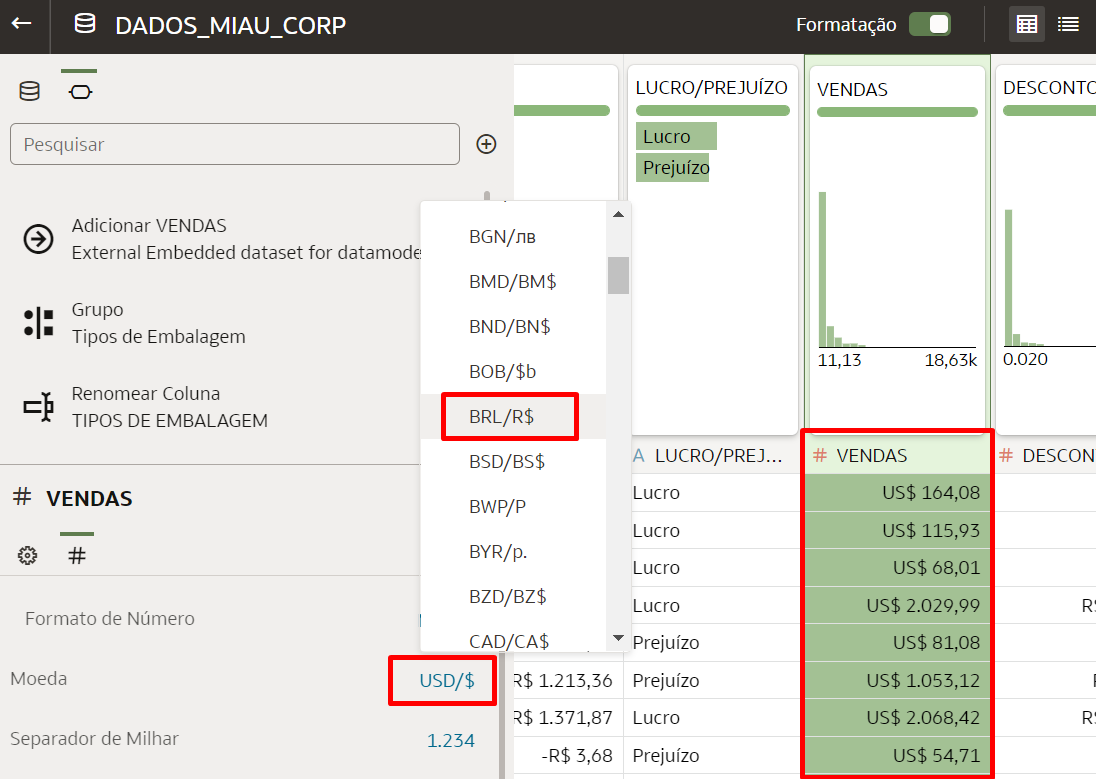 DADOS_MIAU_CORP
Formatação
Pesquisar
Adicionar VENDAS
External Embedded dataset for datamode
Grupo
Tipos de Embalagem
Renomear Coluna
TIPOS DE EMBALAGEM
# VENDAS
#
Formato de Número
Moeda
USD/$
Separador de Milhar
1.234
BGN/лв
BMD/BM$
BND/BN$
BOB/$b
BRL/R$
BSD/BS$
BWP/P
BYR/p.
BZD/BZ$
CAD/CA$
LUCRO/PREJUÍZO
Lucro
Prejuízo
VENDAS
11,13 18,63k
DESCONTO
0.020
A LUCRO/PREJ... # VENDAS # DESCON
Lucro US$ 164,08
Lucro US$ 115,93
Lucro US$ 68,01
Lucro US$ 2.029,99 R$
Prejuízo US$ 81,08
R$ 1.213,36 Prejuízo US$ 1.053,12
R$ 1.371,87 Lucro US$ 2.068,42 R$
-R$ 3,68 Prejuízo US$ 54,71